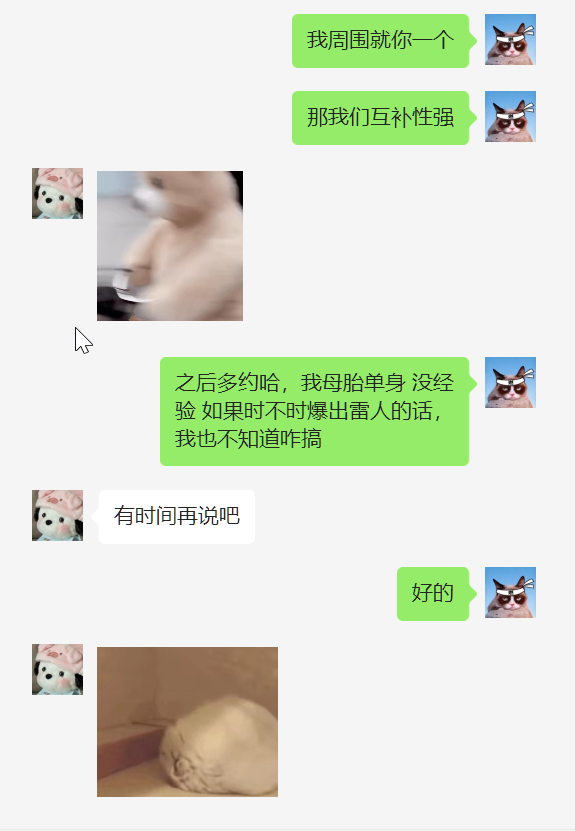 我周围就你一个
那我们互补性强
之后多约哈，我母胎单身 没经
验 如果时不时爆出雷人的话，
我也不知道咋搞
有时间再说吧
好的